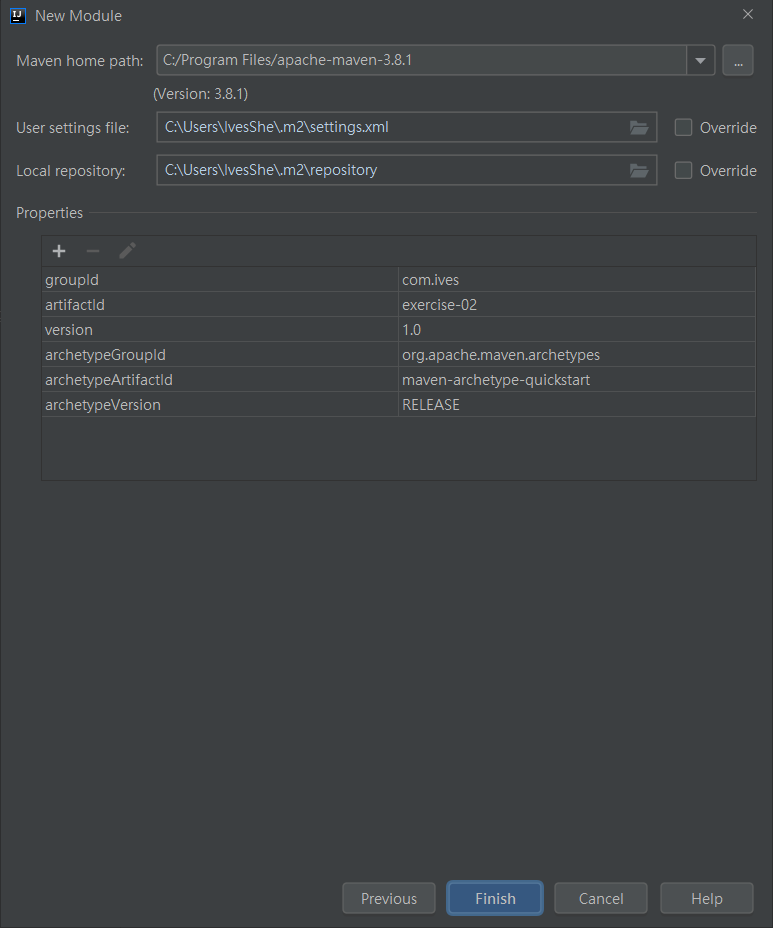 New Module
Maven home path: C:/Program Files/apache-maven-3.8.1 ...
(Version: 3.8.1)
User settings file: C:\Users\IvesShe\.m2\settings.xml Override
Local repository: C:\Users\IvesShe\.m2\repository Override
Properties
groupId com.ives
artifactId exercise-02
version 1.0
archetypeGroupId org.apache.maven.archetypes
archetypeArtifactId maven-archetype-quickstart
archetypeVersion RELEASE
Previous Finish Cancel Help